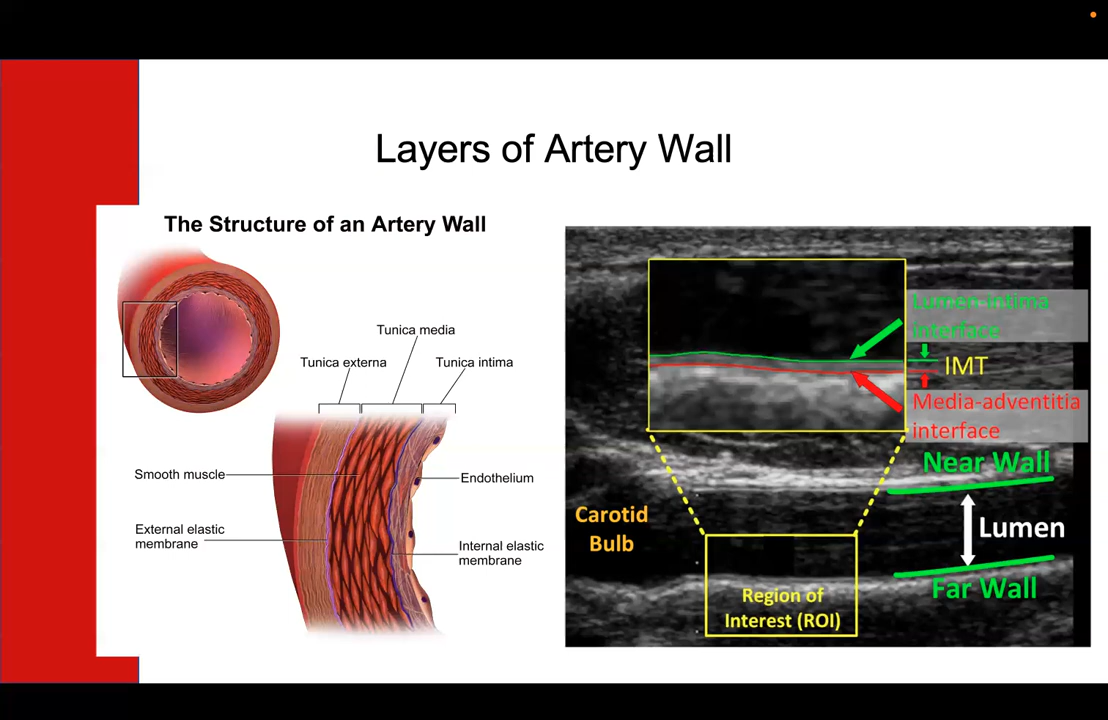 Layers of Artery Wall
The Structure of an Artery Wall
Tunica media
Tunica externa
Tunica intima
Smooth muscle
Endothelium
External elastic
membrane
Internal elastic
membrane
Lumen-intima
interface
IMT
Media-adventitia
interface
Near Wall
Carotid
Bulb
Lumen
Far Wall
Region of
Interest (ROI)